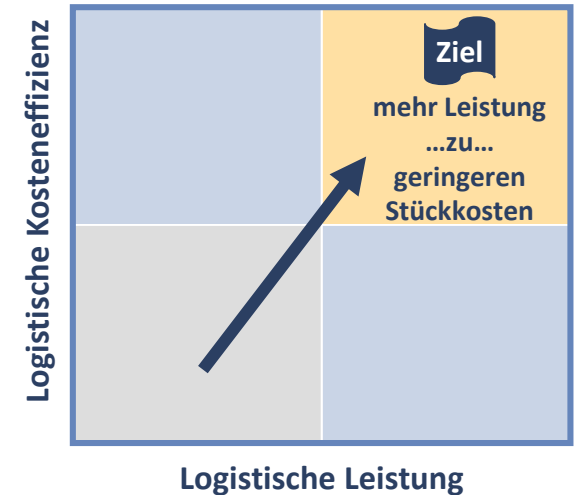 Logistische Kosteneffizienz
Ziel
mehr Leistung
...zu...
geringeren
Stückkosten
Logistische Leistung